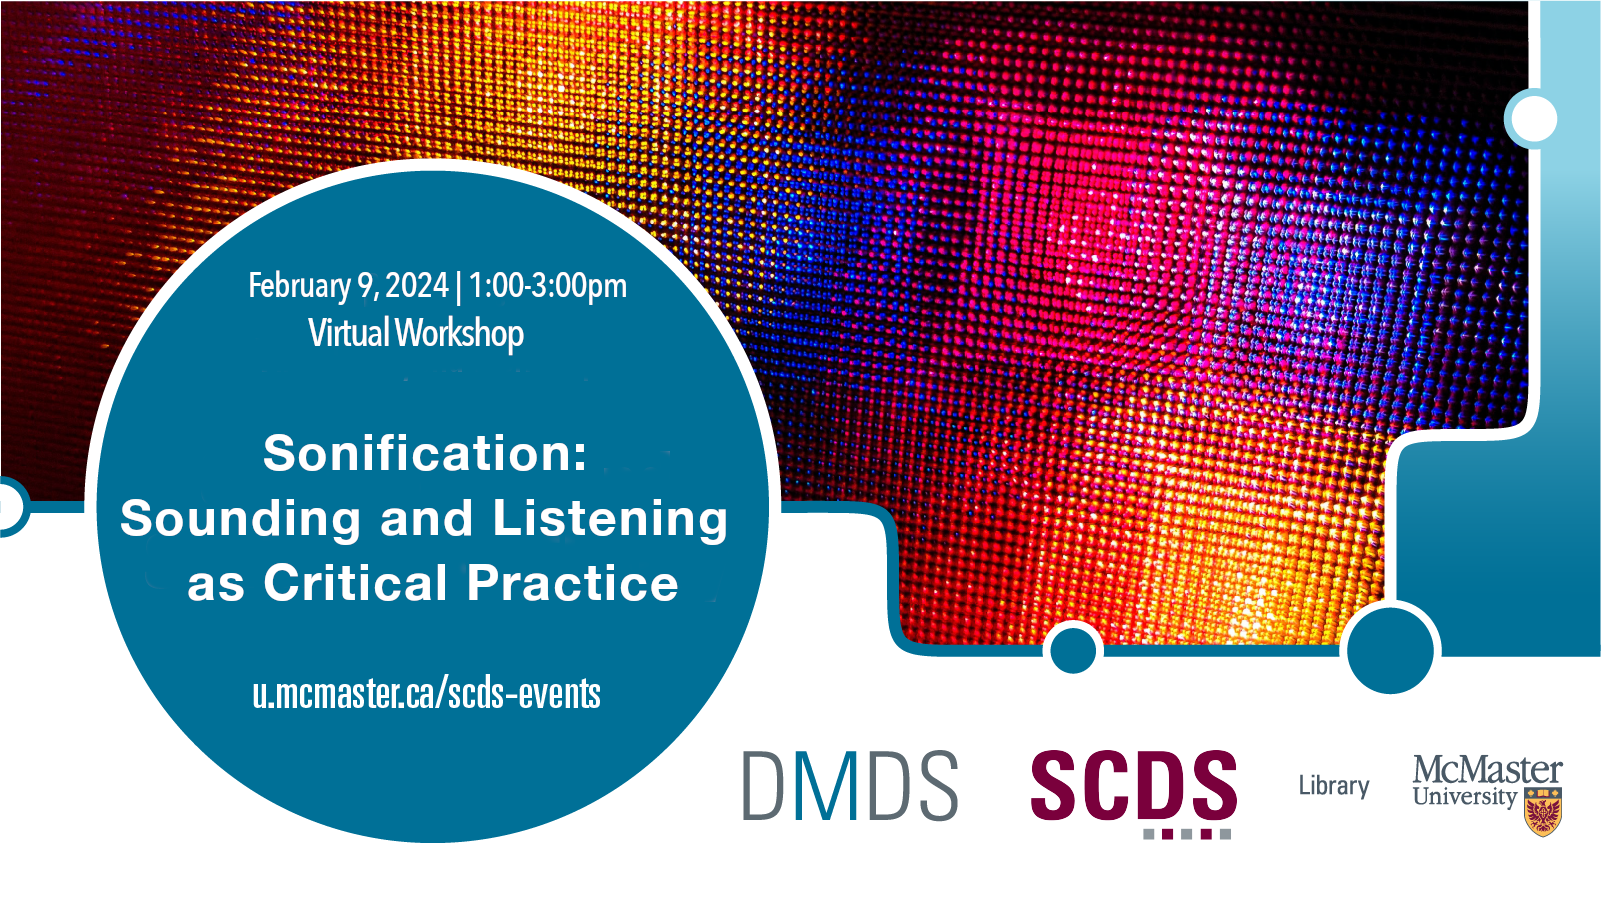 February 9, 2024 | 1:00-3:00pm
Virtual Workshop
Sonification:
Sounding and Listening
as Critical Practice
u.mcmaster.ca/scds-events
DMDS
SCDS
Library
McMaster
University